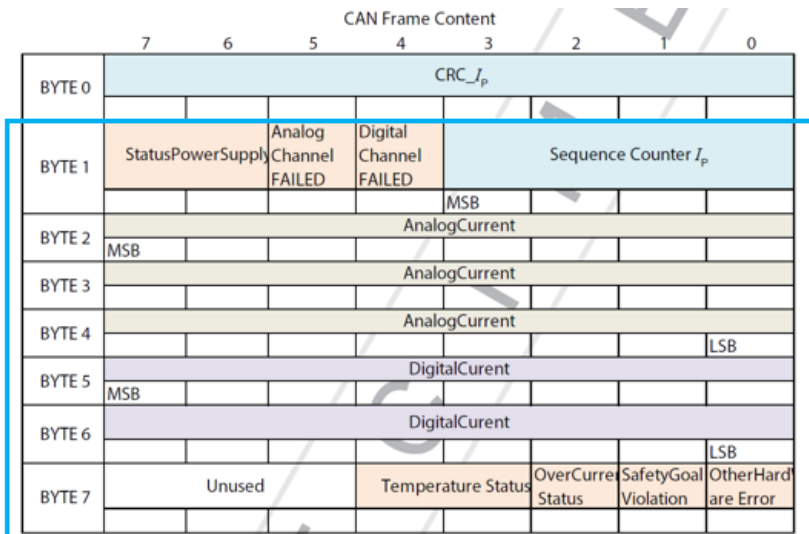 CAN Frame Content
7 6 5 4 3 2 1 0
BYTE 0 CRC_Iₚ
BYTE 1 StatusPowerSupply Analog Channel FAILED Digital Channel FAILED Sequence Counter Iₚ
MSB
BYTE 2 AnalogCurrent
MSB
BYTE 3 AnalogCurrent
BYTE 4 AnalogCurrent
LSB
BYTE 5 DigitalCurent
MSB
BYTE 6 DigitalCurent
LSB
BYTE 7 Unused Temperature Status OverCurre Status SafetyGoal Violation OtherHard are Error